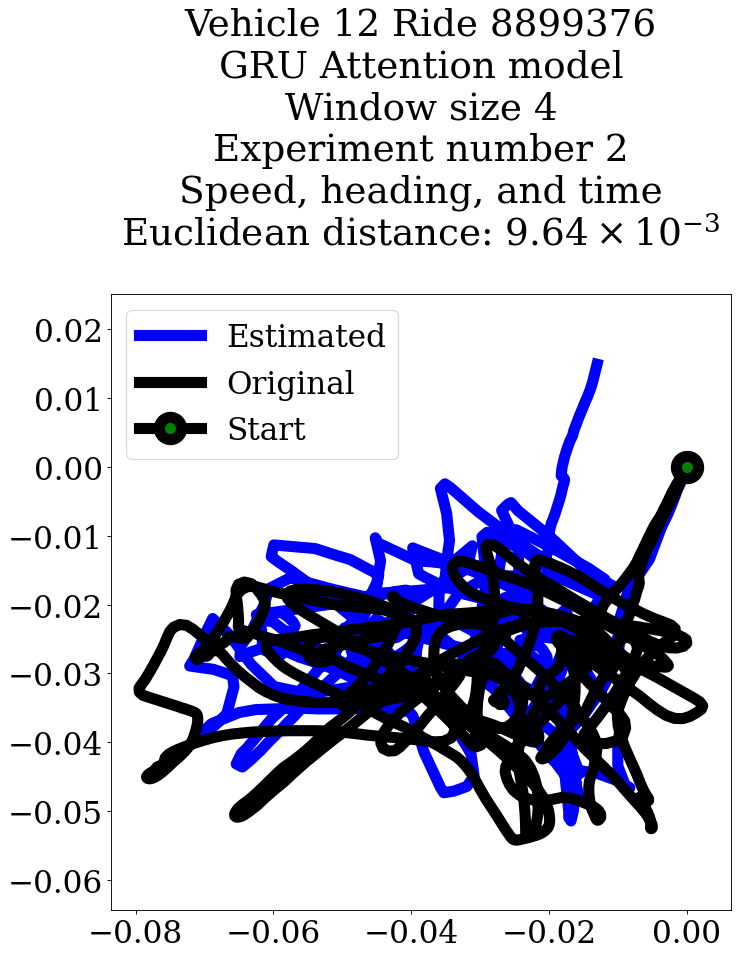 Vehicle 12 Ride 8899376
GRU Attention model
Window size 4
Experiment number 2
Speed, heading, and time
Euclidean distance: 9.64 × 10⁻³
Estimated
Original
Start
0.02
0.01
0.00
−0.01
−0.02
−0.03
−0.04
−0.05
−0.06
−0.08
−0.06
−0.04
−0.02
0.00